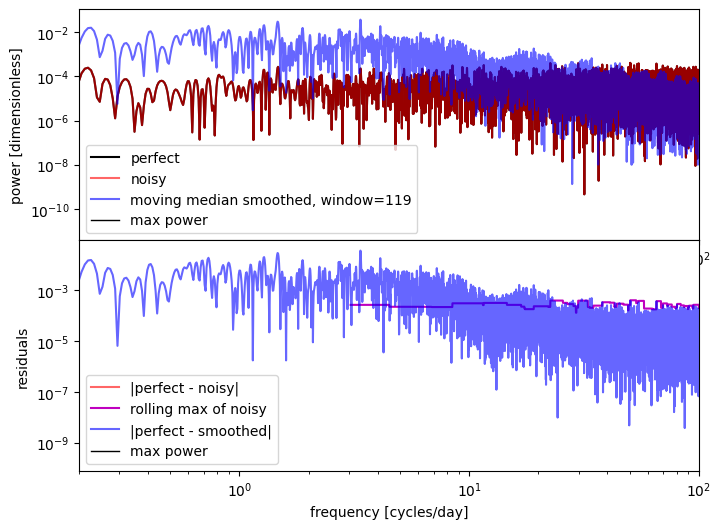 10⁻²
10⁻⁴
10⁻⁶
10⁻⁸
10⁻¹⁰
power [dimensionless]
perfect
noisy
moving median smoothed, window=119
max power
10⁻³
10⁻⁵
10⁻⁷
10⁻⁹
residuals
|perfect - noisy|
rolling max of noisy
|perfect - smoothed|
max power
10⁰
10¹
10²
frequency [cycles/day]